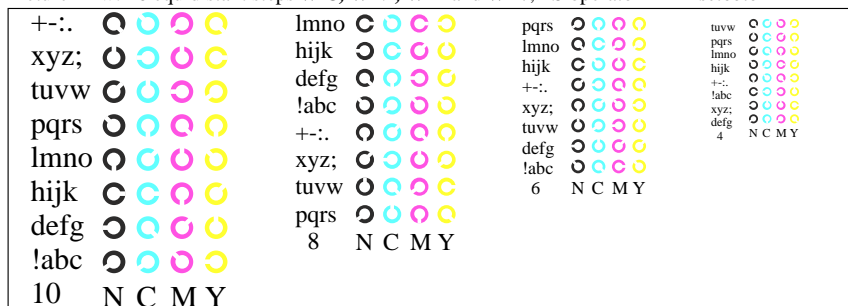 +-:.
xyz;
tuvw
pqrs
lmno
hijk
defg
!abc
10 N C M Y
lmno
hijk
defg
!abc
+-:.
xyz;
tuvw
pqrs
8 N C M Y
pqrs
lmno
hijk
+-:.
xyz;
tuvw
defg
!abc
6 N C M Y
tuvw
pqrs
lmno
hijk
+-:.
!abc
xyz;
defg
4 N C M Y